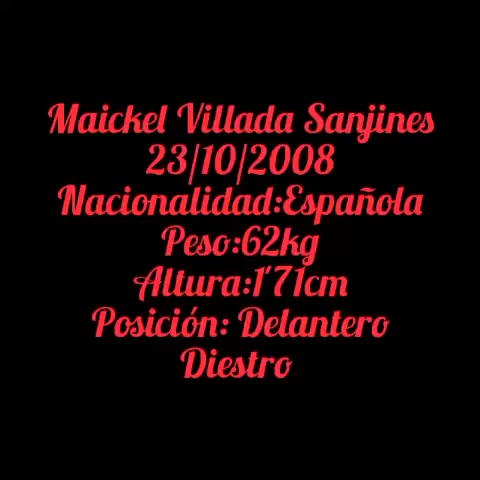 Maickel Villada Sanjines
23/10/2008
Nacionalidad:Española
Peso:62kg
Altura:1'71cm
Posición: Delantero
Diestro